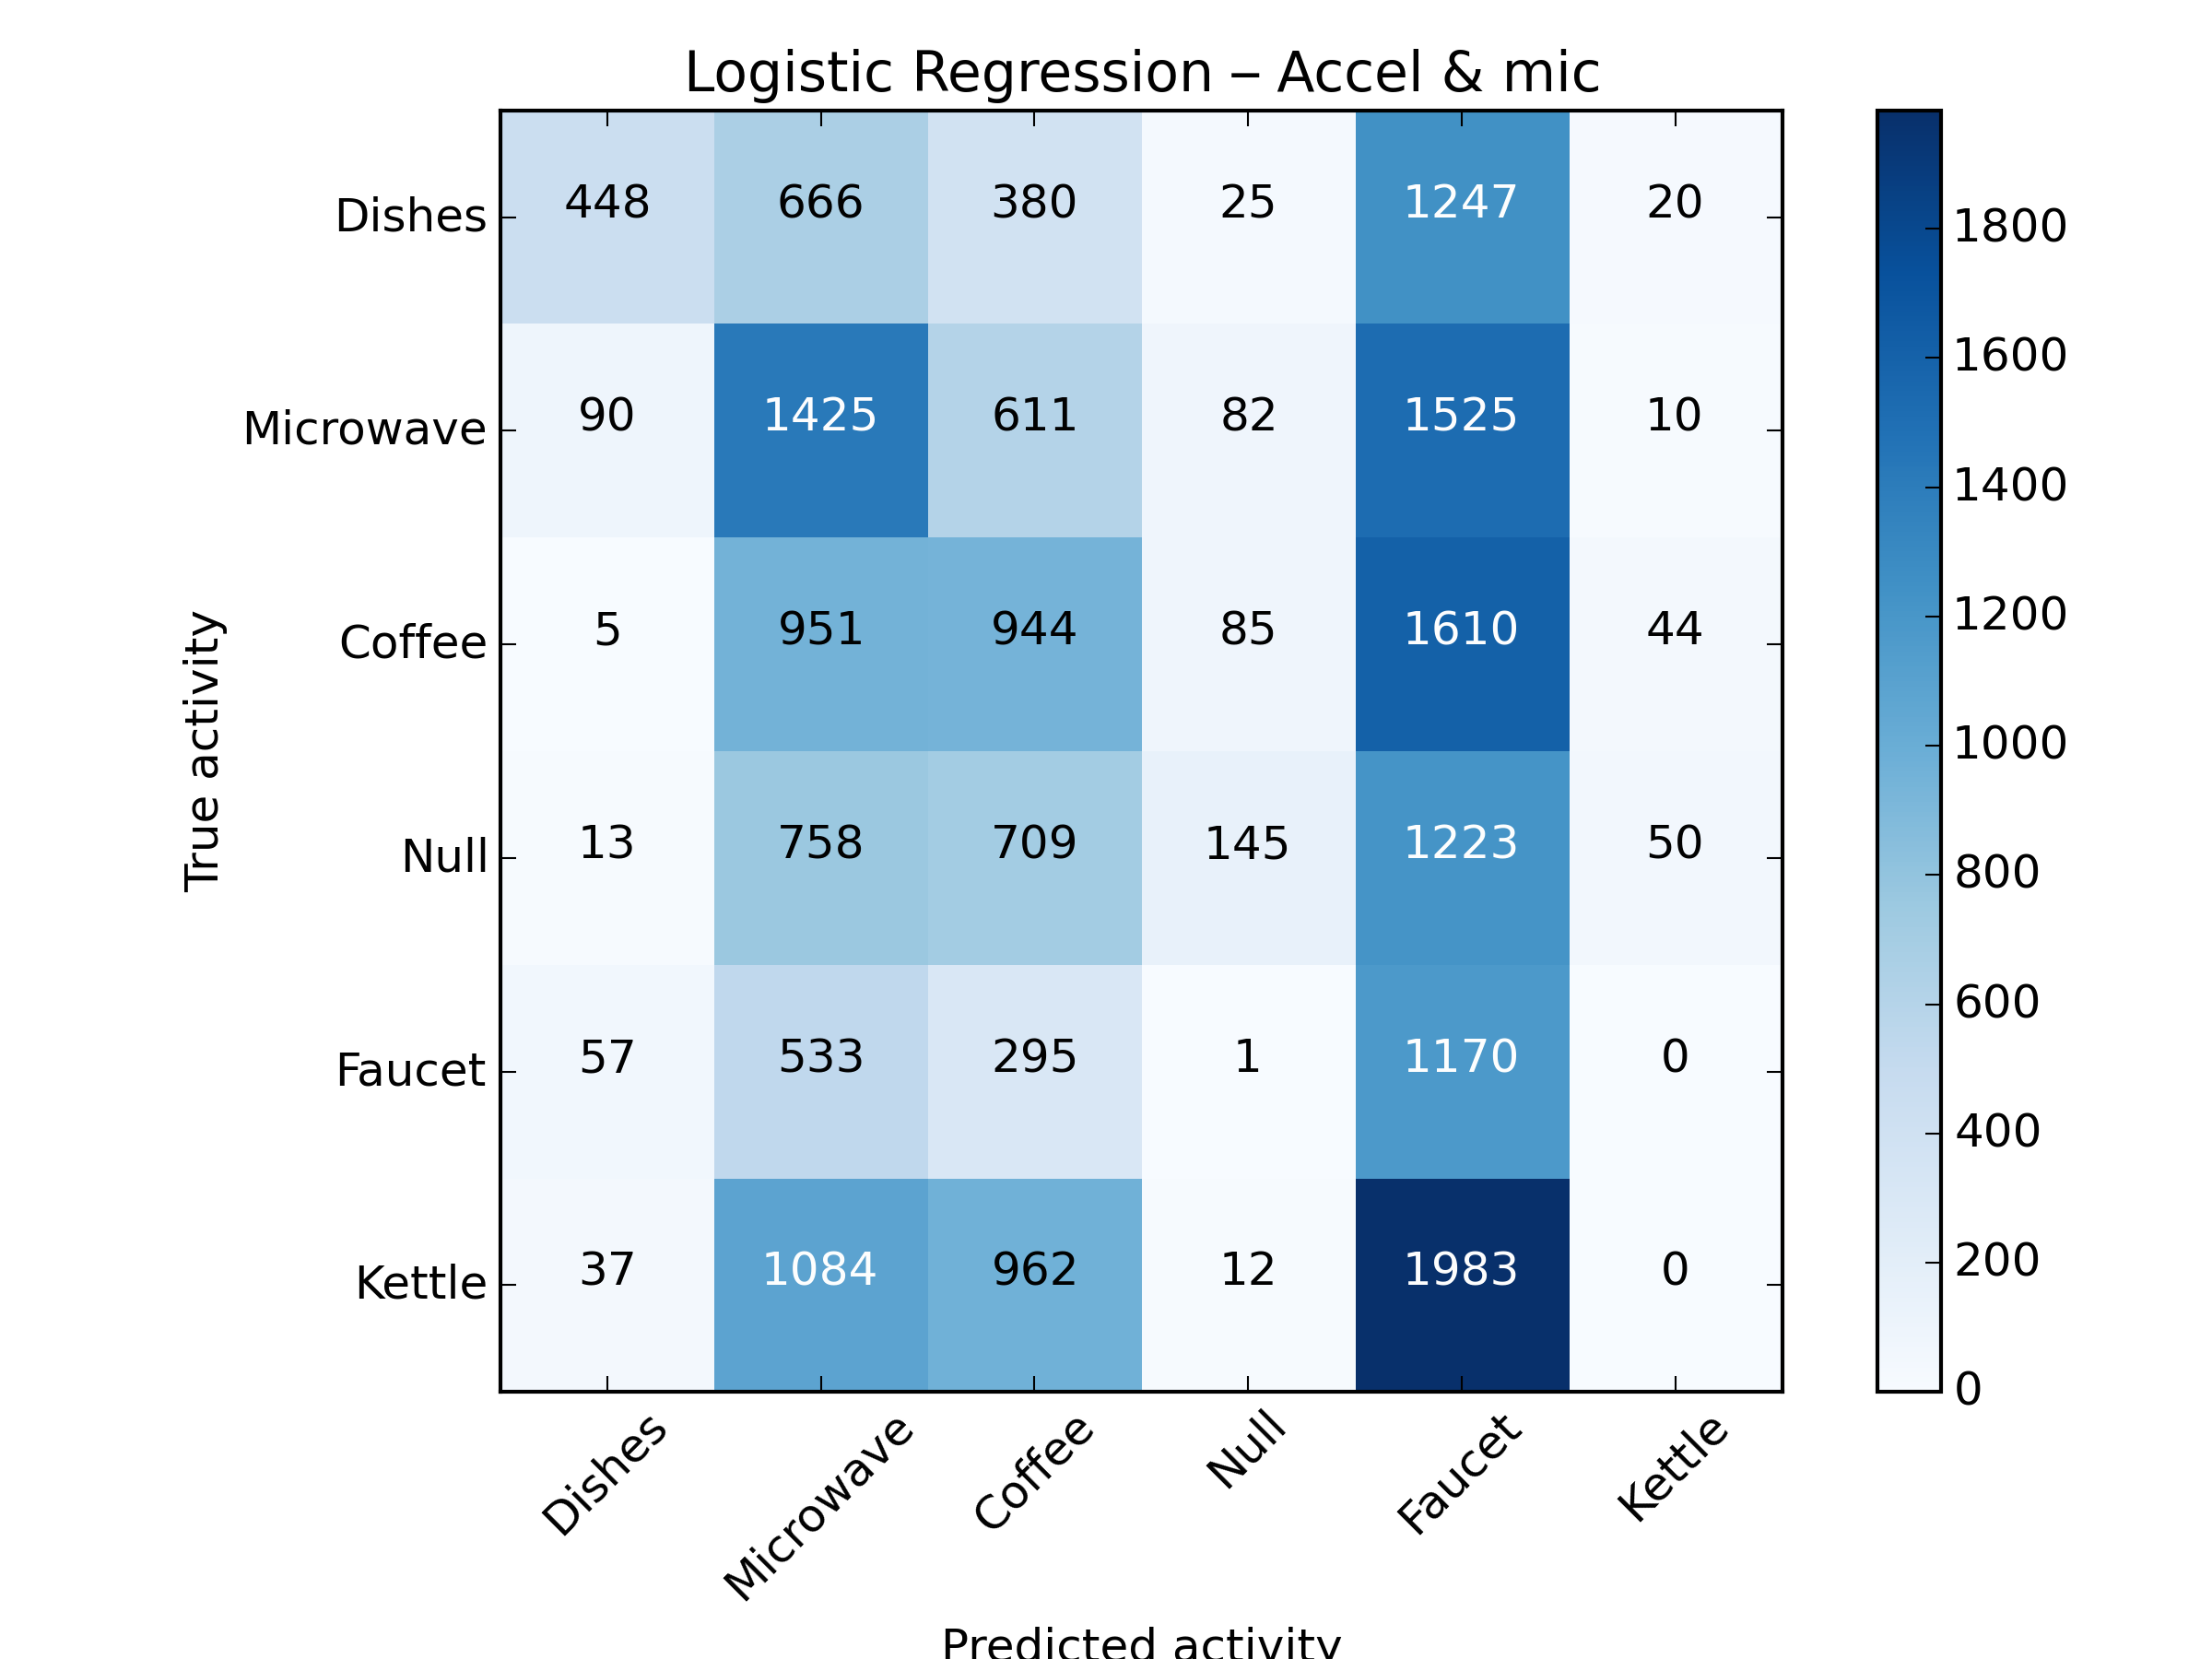 Logistic Regression – Accel & mic
Dishes 448 666 380 25 1247 20
Microwave 90 1425 611 82 1525 10
Coffee 5 951 944 85 1610 44
Null 13 758 709 145 1223 50
Faucet 57 533 295 1 1170 0
Kettle 37 1084 962 12 1983 0
True activity
Dishes Microwave Coffee Null Faucet Kettle
Predicted activity
1800
1600
1400
1200
1000
800
600
400
200
0